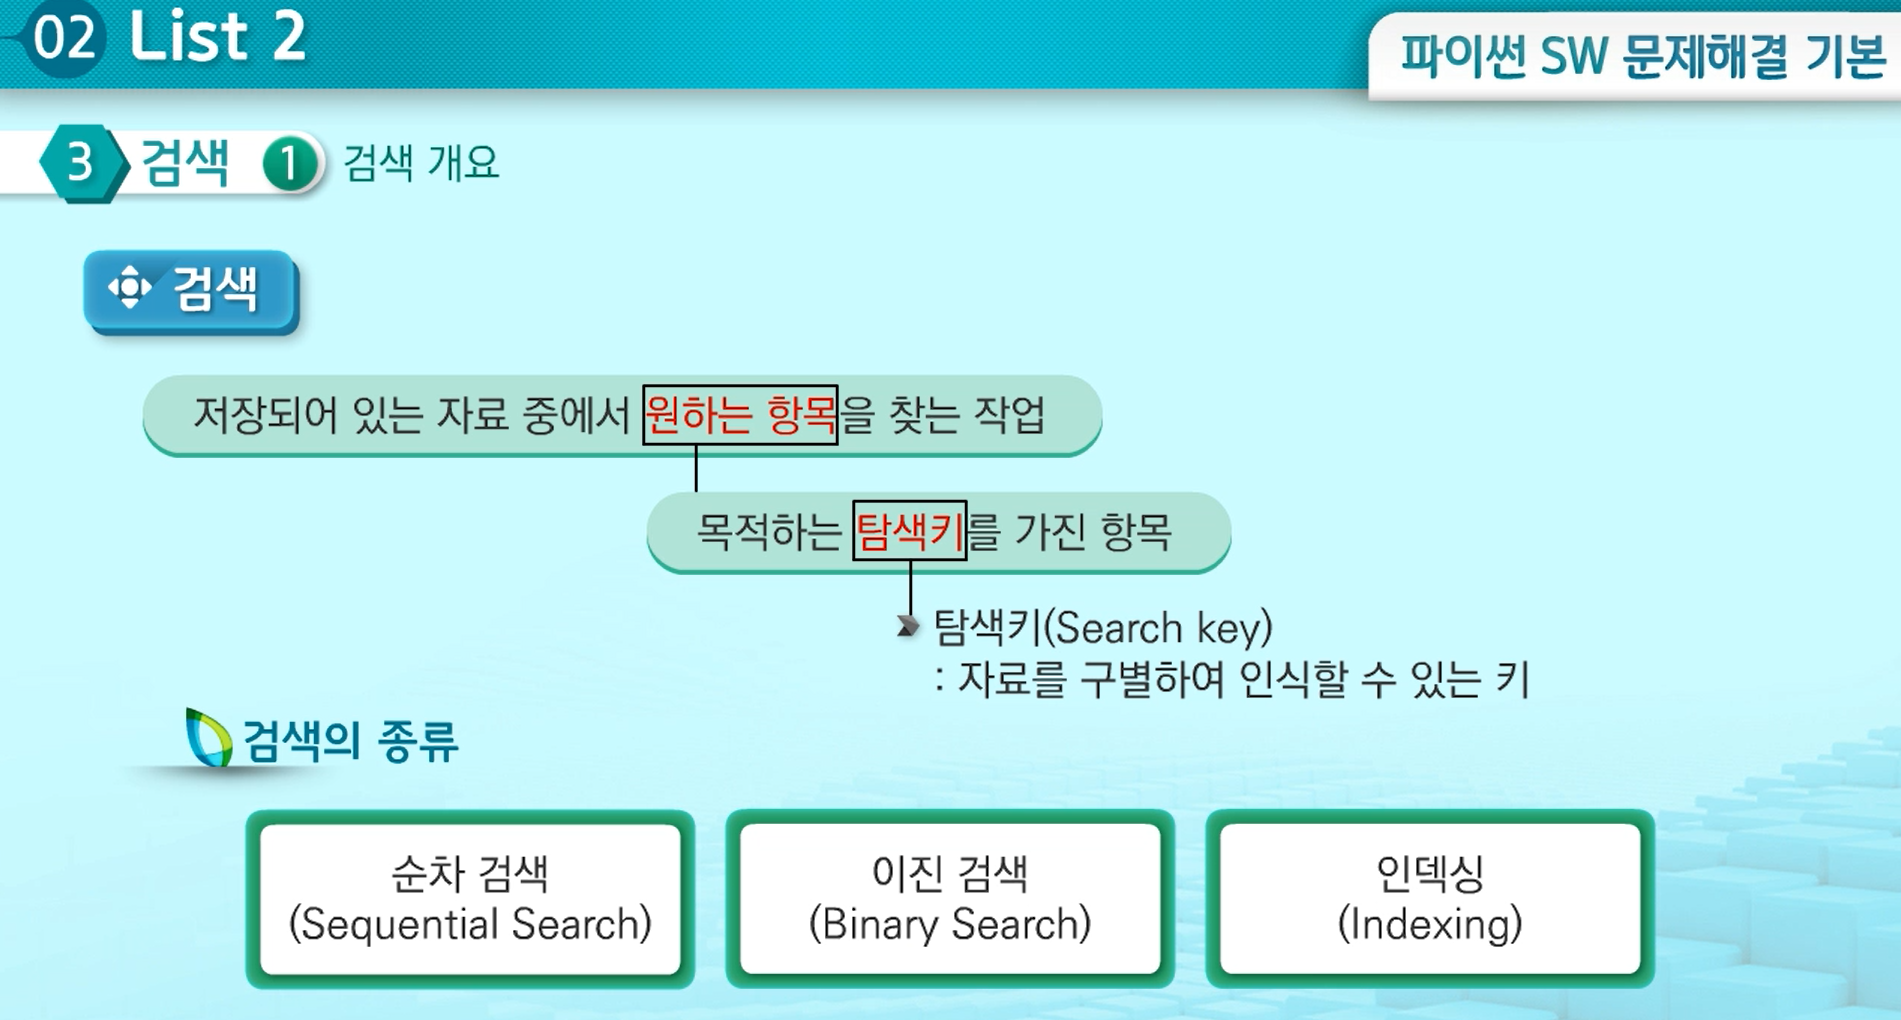 02 List 2
파이썬 SW 문제해결 기본
3 검색 1 검색 개요
검색
저장되어 있는 자료 중에서 원하는 항목을 찾는 작업
목적하는 탐색키를 가진 항목
탐색키(Search key)
: 자료를 구별하여 인식할 수 있는 키
검색의 종류
순차 검색
(Sequential Search)
이진 검색
(Binary Search)
인덱싱
(Indexing)